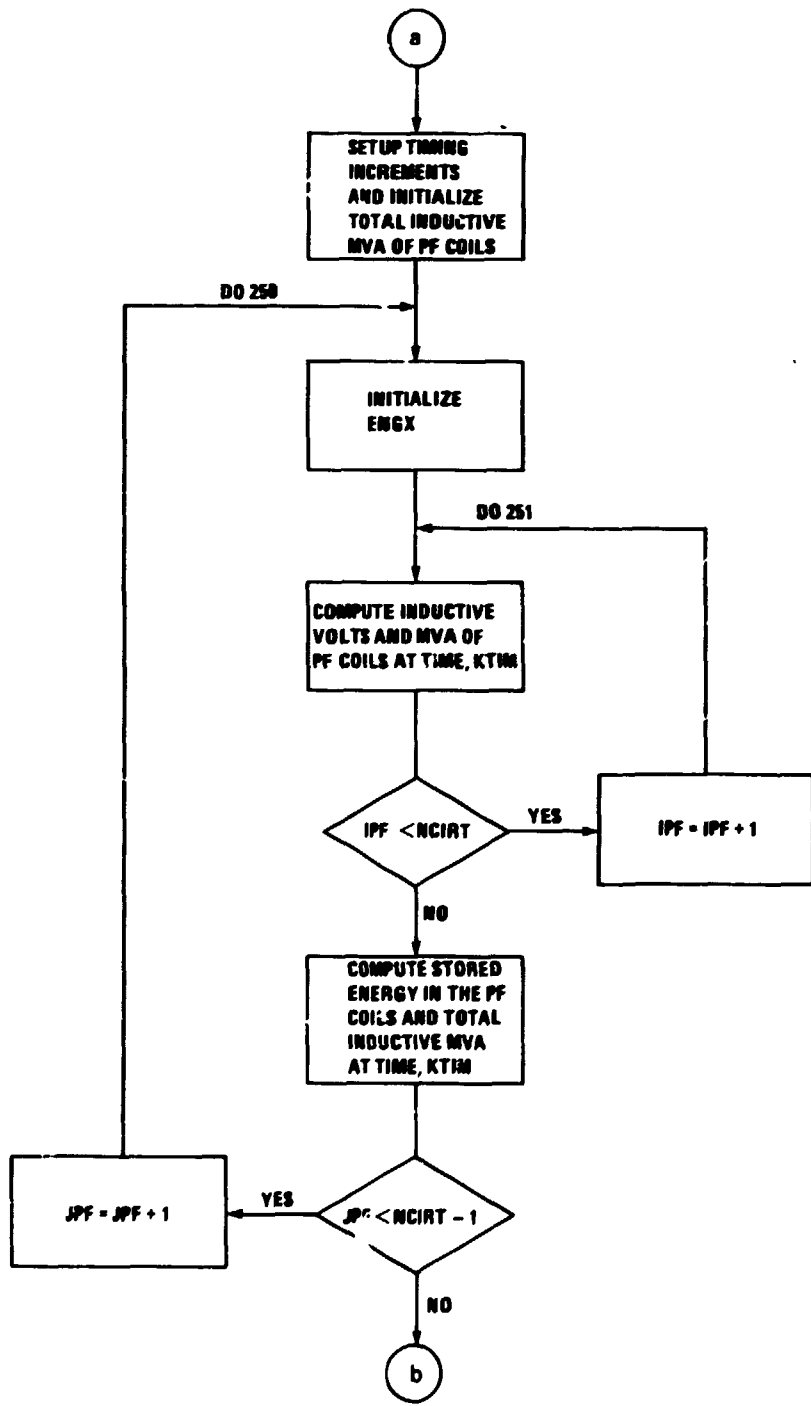 a
SETUP TIMING
INCREMENTS
AND INITIALIZE
TOTAL INDUCTIVE
MVA OF PF COILS
DO 250
INITIALIZE
ENGX
DO 251
COMPUTE INDUCTIVE
VOLTS AND MVA OF
PF COILS AT TIME, KTIM
IPF < NCIRT
YES
IPF = IPF + 1
NO
COMPUTE STORED
ENERGY IN THE PF
COILS AND TOTAL
INDUCTIVE MVA
AT TIME, KTIM
JPF = JPF + 1
YES
JPF < NCIRT - 1
NO
b